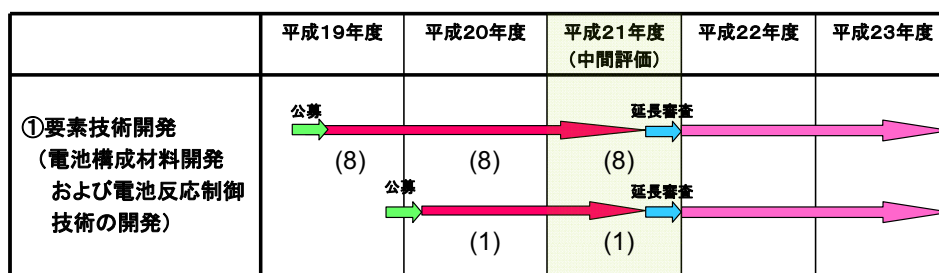 平成19年度
平成20年度
平成21年度
（中間評価）
平成22年度
平成23年度
①要素技術開発
（電池構成材料開発
および電池反応制御
技術の開発）
公募
延長審査
(8)
(8)
(8)
公募
延長審査
(1)
(1)